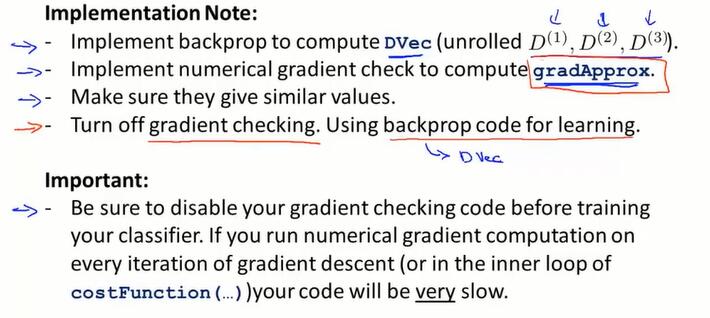 Implementation Note:
- Implement backprop to compute DVec (unrolled D(1), D(2), D(3)).
- Implement numerical gradient check to compute gradApprox.
- Make sure they give similar values.
- Turn off gradient checking. Using backprop code for learning.
DVec
Important:
- Be sure to disable your gradient checking code before training
your classifier. If you run numerical gradient computation on
every iteration of gradient descent (or in the inner loop of
costFunction(…))your code will be very slow.